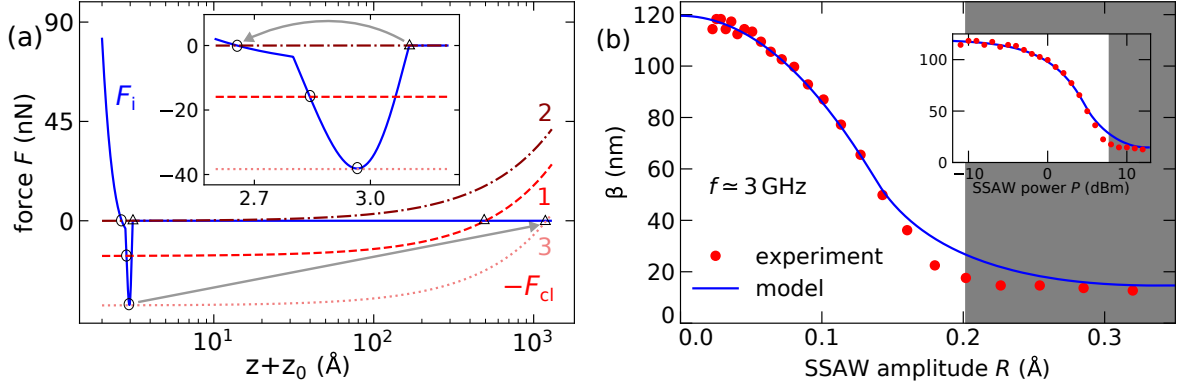 (a)
90
45
0
−45
force F (nN)
F_i
0
−20
−40
2.7
3.0
2
1
3
−F_cl
10^1
10^2
10^3
z+z_0 (Å)
(b)
120
100
80
60
40
20
0
β (nm)
100
50
0
−10
0
10
SSAW power P (dBm)
f ≃ 3 GHz
experiment
model
0.0
0.1
0.2
0.3
SSAW amplitude R (Å)